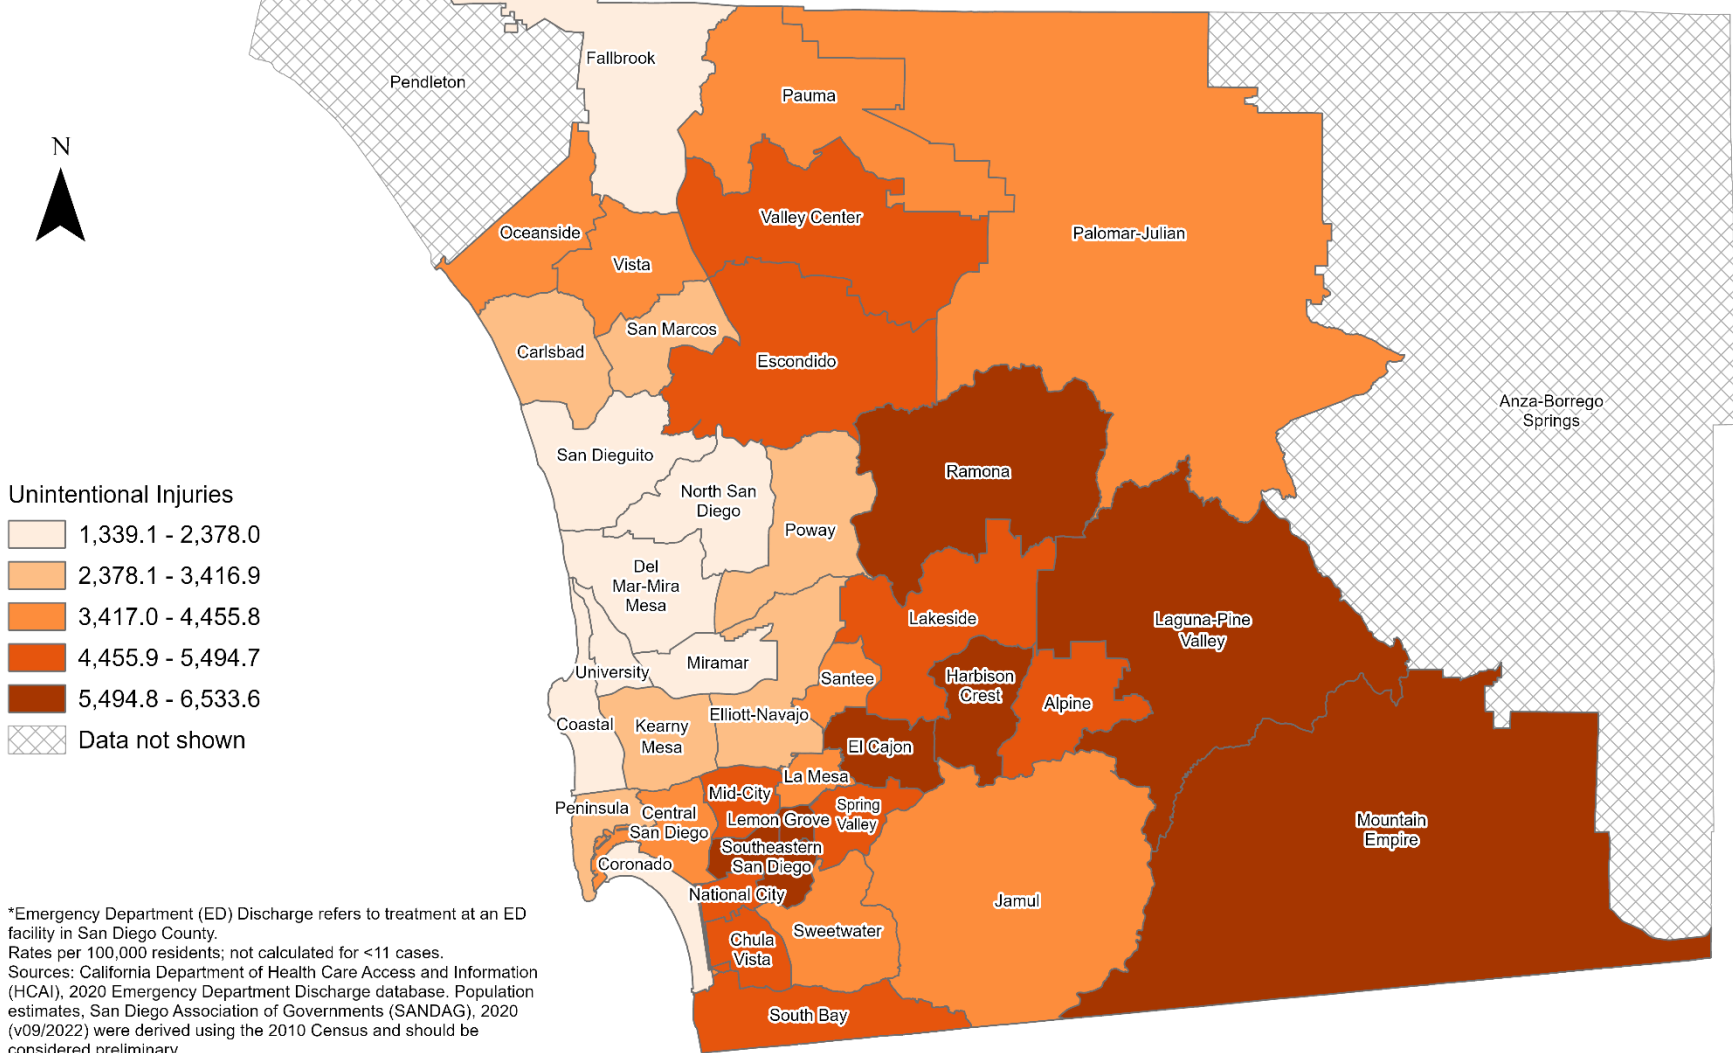 Fallbrook
Pendleton
Pauma
N
Valley Center
Oceanside
Palomar-Julian
Vista
San Marcos
Carlsbad
Escondido
Anza-Borrego
Springs
San Dieguito
Ramona
North San
Diego
Poway
Del
Mar-Mira
Mesa
Lakeside
Laguna-Pine
Valley
University
Miramar
Santee
Harbison
Crest
Alpine
Coastal
Kearny
Mesa
Elliott-Navajo
El Cajon
La Mesa
Mid-City
Peninsula
Central
San Diego
Lemon Grove
Spring
Valley
Mountain
Empire
Southeastern
San Diego
Coronado
National City
Jamul
Chula
Vista
Sweetwater
South Bay
Unintentional Injuries
1,339.1 - 2,378.0
2,378.1 - 3,416.9
3,417.0 - 4,455.8
4,455.9 - 5,494.7
5,494.8 - 6,533.6
Data not shown
*Emergency Department (ED) Discharge refers to treatment at an ED
facility in San Diego County.
Rates per 100,000 residents; not calculated for <11 cases.
Sources: California Department of Health Care Access and Information
(HCAI), 2020 Emergency Department Discharge database. Population
estimates, San Diego Association of Governments (SANDAG), 2020
(v09/2022) were derived using the 2010 Census and should be
considered preliminary